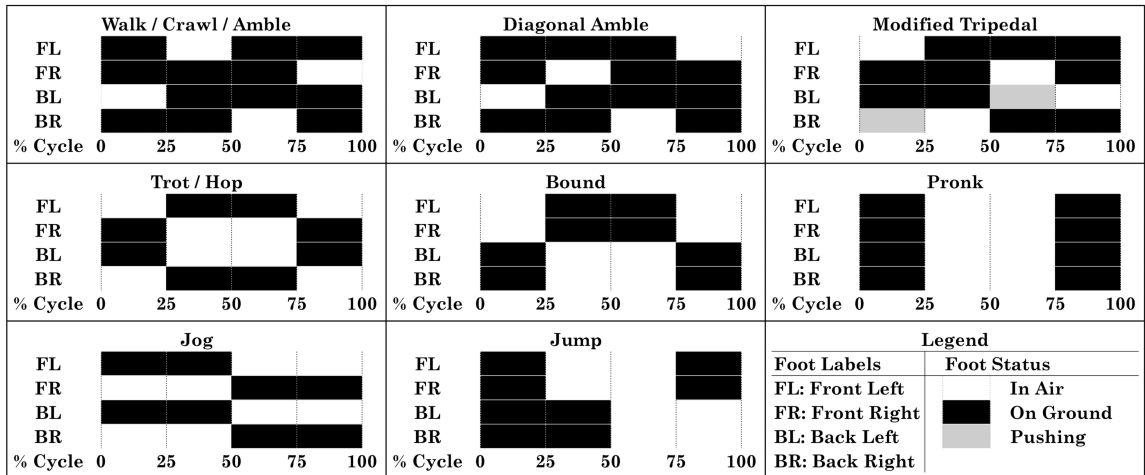 Walk / Crawl / Amble
FL
FR
BL
BR
% Cycle 0 25 50 75 100
Diagonal Amble
FL
FR
BL
BR
% Cycle 0 25 50 75 100
Modified Tripedal
FL
FR
BL
BR
% Cycle 0 25 50 75 100
Trot / Hop
FL
FR
BL
BR
% Cycle 0 25 50 75 100
Bound
FL
FR
BL
BR
% Cycle 0 25 50 75 100
Pronk
FL
FR
BL
BR
% Cycle 0 25 50 75 100
Jog
FL
FR
BL
BR
% Cycle 0 25 50 75 100
Jump
FL
FR
BL
BR
% Cycle 0 25 50 75 100
Legend
Foot Labels Foot Status
FL: Front Left In Air
FR: Front Right On Ground
BL: Back Left Pushing
BR: Back Right